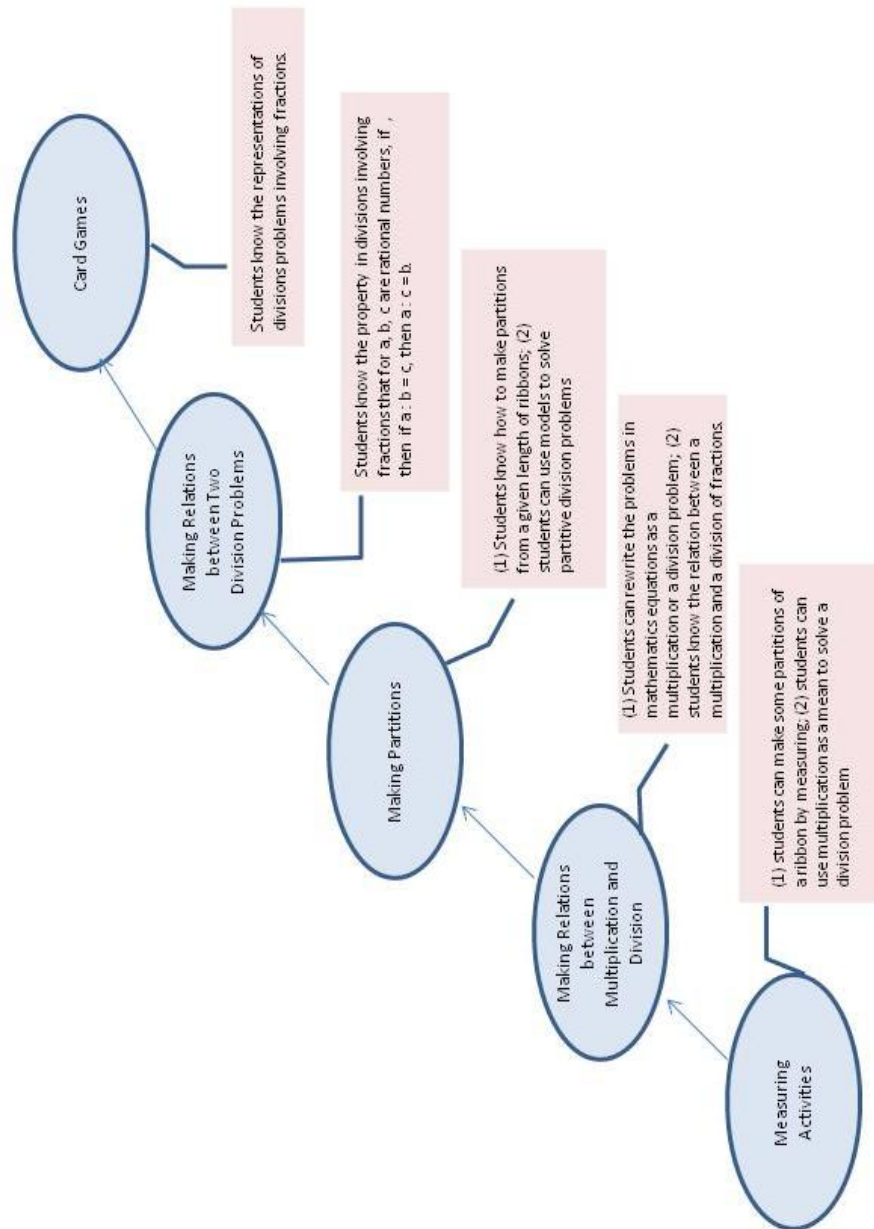 Card Games
Students know the representations of
divisions problems involving fractions.
Making Relations
between Two
Division Problems
Students know the property in divisions involving
fractions that for a, b, c are rational numbers, if ,
then if a : b = c, then a : c = b.
Making Partitions
(1) Students know how to make partitions
from a given length of ribbons; (2)
students can use models to solve
partitive division problems
Making Relations
between
Multiplication and
Division
(1) Students can rewrite the problems in
mathematics equations as a
multiplication or a division problem; (2)
students know the relation between a
multiplication and a division of fractions.
Measuring
Activities
(1) students can make some partitions of
a ribbon by measuring; (2) students can
use multiplication as a mean to solve a
division problem